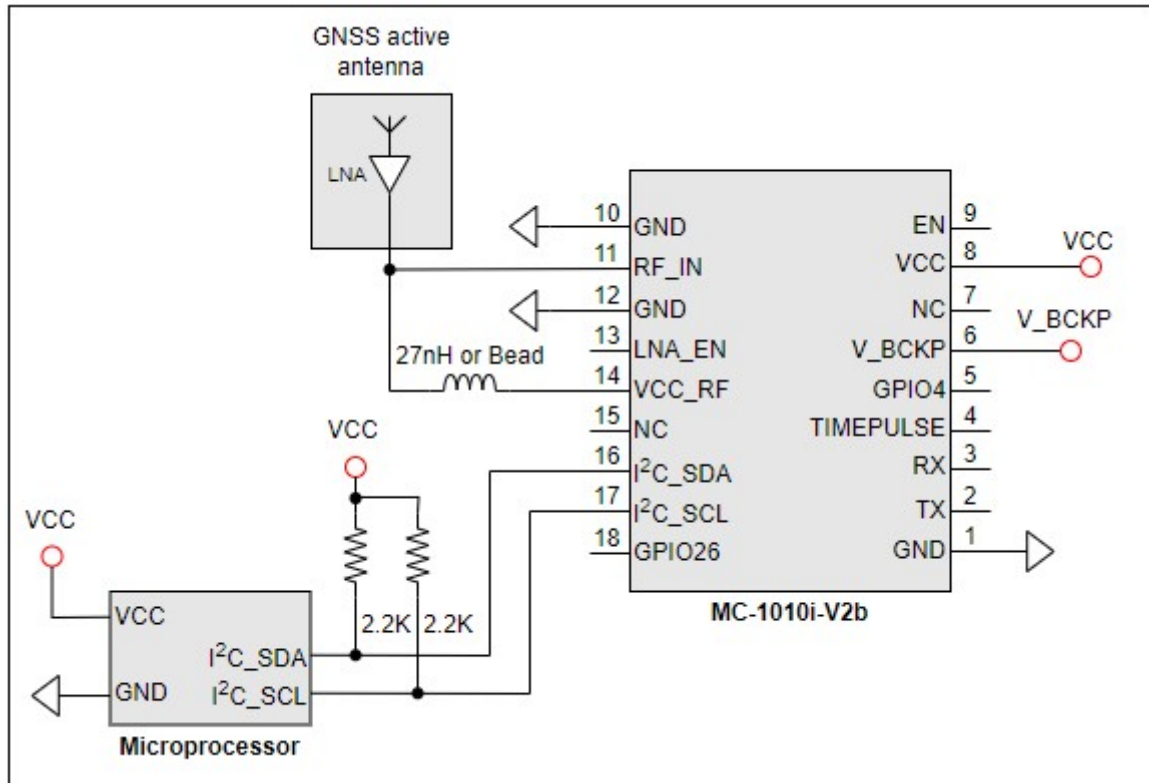 GNSS active
antenna
LNA
10 GND
11 RF_IN
12 GND
13 LNA_EN
27nH or Bead
14 VCC_RF
15 NC
16 I²C_SDA
17 I²C_SCL
18 GPIO26
EN 9
VCC 8
VCC
NC 7
V_BCKP
V_BCKP 6
GPIO4 5
TIMEPULSE 4
RX 3
TX 2
GND 1
MC-1010i-V2b
VCC
VCC
2.2K 2.2K
VCC
I²C_SDA
GND
I²C_SCL
Microprocessor